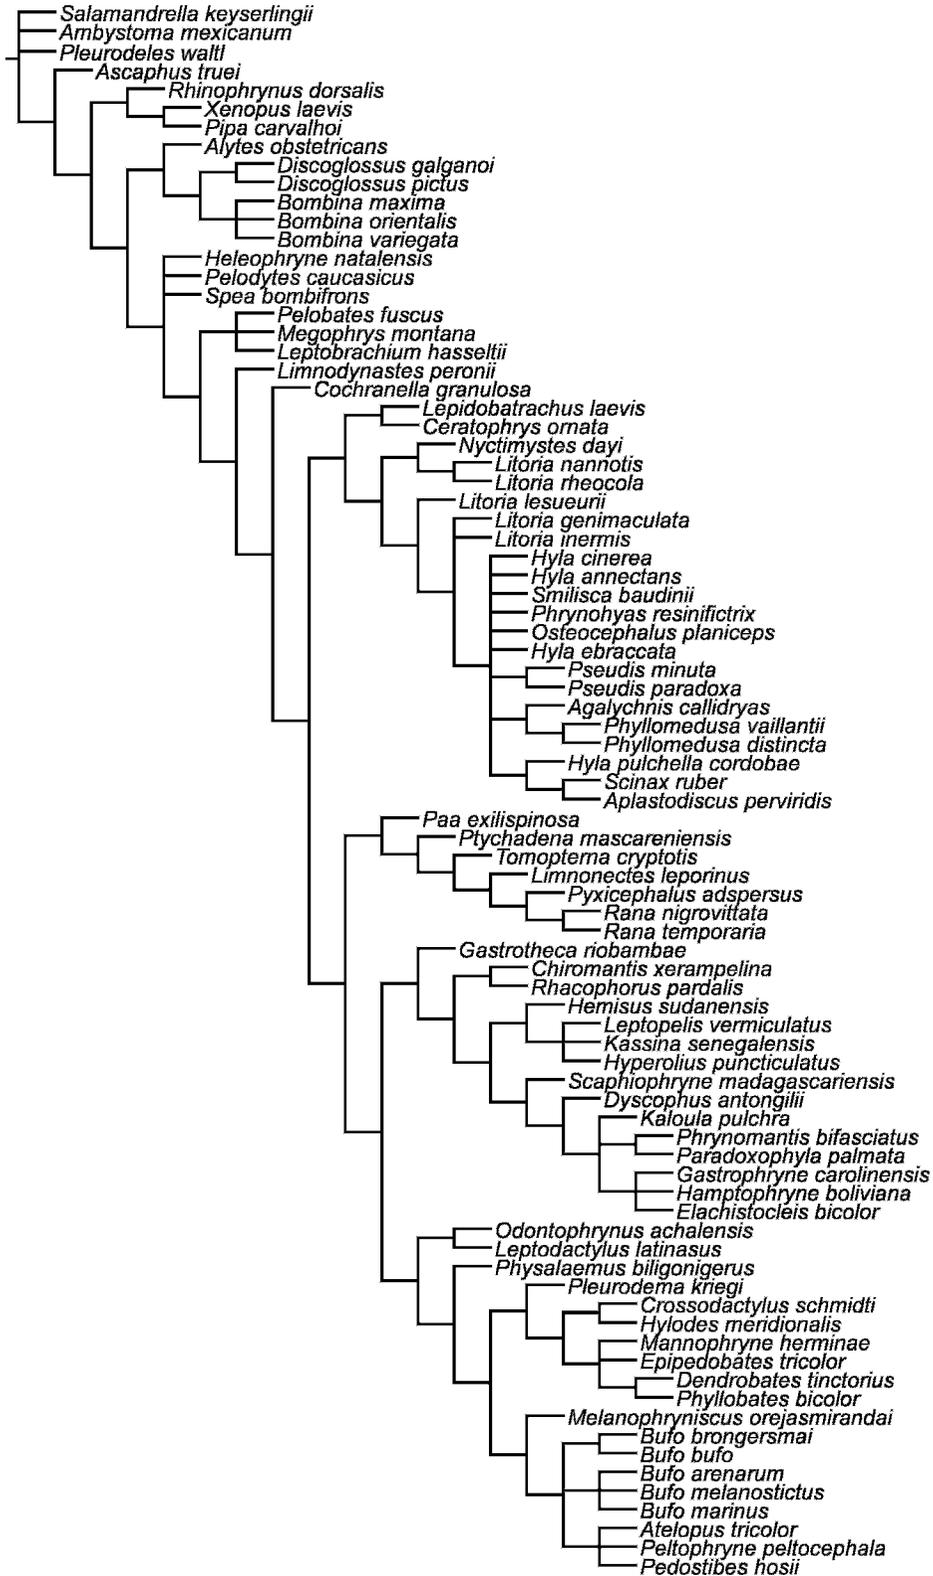 Salamandrella keyserlingii
Ambystoma mexicanum
Pleurodeles waltl
Ascaphus truei
Rhinophrynus dorsalis
Xenopus laevis
Pipa carvalhoi
Alytes obstetricans
Discoglossus galganoi
Discoglossus pictus
Bombina maxima
Bombina orientalis
Bombina variegata
Heleophryne natalensis
Pelodytes caucasicus
Spea bombifrons
Pelobates fuscus
Megophrys montana
Leptobrachium hasseltii
Limnodynastes peronii
Cochranella granulosa
Lepidobatrachus laevis
Ceratophrys ornata
Nyctimystes dayi
Litoria nannotis
Litoria rheocola
Litoria lesueurii
Litoria genimaculata
Litoria inermis
Hyla cinerea
Hyla annectans
Smilisca baudinii
Phrynohyas resinifictrix
Osteocephalus planiceps
Hyla ebraccata
Pseudis minuta
Pseudis paradoxa
Agalychnis callidryas
Phyllomedusa vaillantii
Phyllomedusa distincta
Hyla pulchella cordobae
Scinax ruber
Aplastodiscus perviridis
Paa exilispinosa
Ptychadena mascareniensis
Tomopterna cryptotis
Limnonectes leporinus
Pyxicephalus adspersus
Rana nigrovittata
Rana temporaria
Gastrotheca riobambae
Chiromantis xerampelina
Rhacophorus pardalis
Hemisus sudanensis
Leptopelis vermiculatus
Kassina senegalensis
Hyperolius puncticulatus
Scaphiophryne madagascariensis
Dyscophus antongilii
Kaloula pulchra
Phrynomantis bifasciatus
Paradoxophyla palmata
Gastrophryne carolinensis
Hamptophryne boliviana
Elachistocleis bicolor
Odontophrynus achalensis
Leptodactylus latinasus
Physalaemus biligonigerus
Pleurodema kriegi
Crossodactylus schmidti
Hylodes meridionalis
Mannophryne herminae
Epipedobates tricolor
Dendrobates tinctorius
Phyllobates bicolor
Melanophryniscus orejasmirandai
Bufo brongersmai
Bufo bufo
Bufo arenarum
Bufo melanostictus
Bufo marinus
Atelopus tricolor
Peltophryne peltocephala
Pedostibes hosii